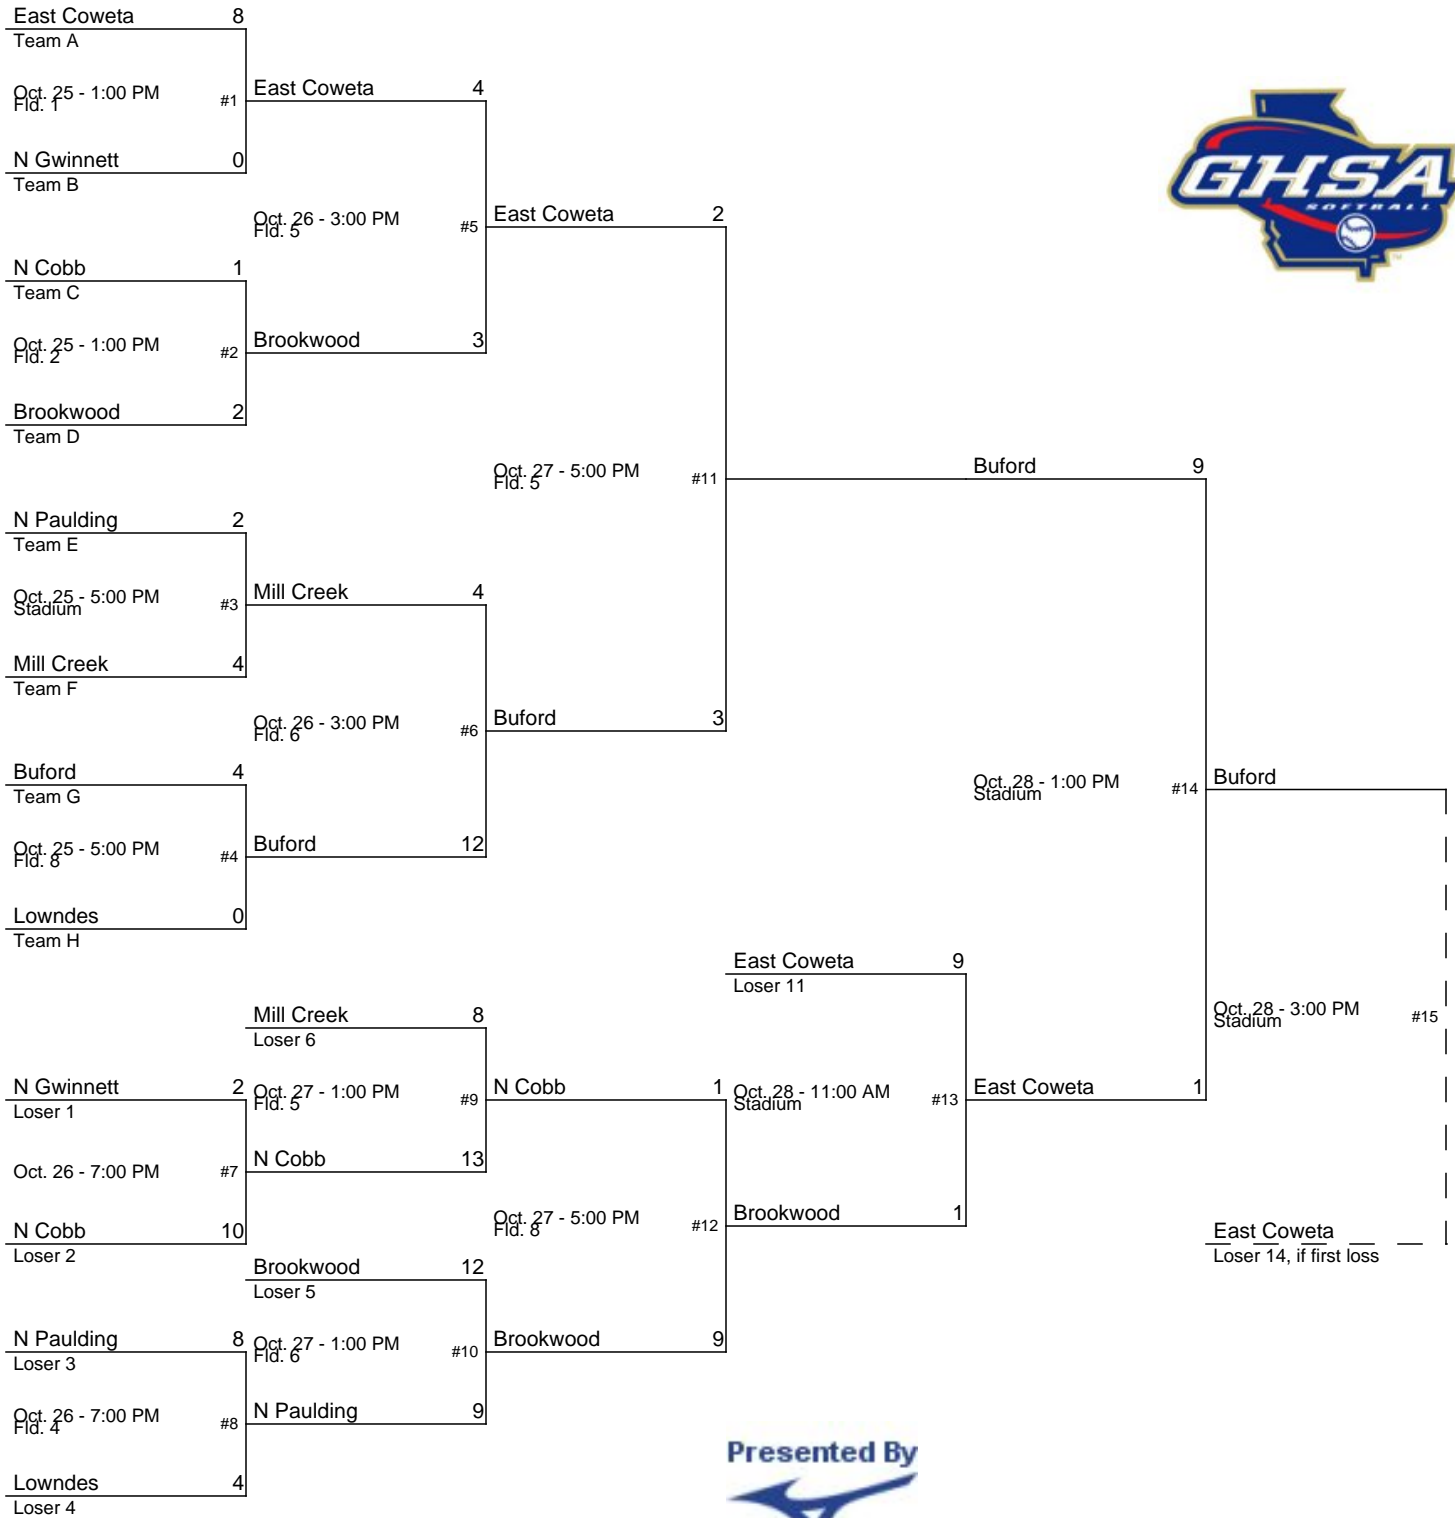 East Coweta 8
Team A
Oct. 25 - 1:00 PM
Fld. 1
#1
East Coweta 4
N Gwinnett 0
Team B
Oct. 26 - 3:00 PM
Fld. 5
#5
East Coweta 2
N Cobb 1
Team C
Oct. 25 - 1:00 PM
Fld. 2
#2
Brookwood 3
Brookwood 2
Team D
Oct. 27 - 5:00 PM
Fld. 5
#11
Buford 9
N Paulding 2
Team E
Oct. 25 - 5:00 PM
Stadium
#3
Mill Creek 4
Mill Creek 4
Team F
Oct. 26 - 3:00 PM
Fld. 6
#6
Buford 3
Buford 4
Team G
Oct. 25 - 5:00 PM
Fld. 8
#4
Buford 12
Lowndes 0
Team H
Oct. 28 - 1:00 PM
Stadium
#14
Buford
East Coweta 9
Loser 11
Mill Creek 8
Loser 6
Oct. 28 - 3:00 PM
Stadium
#15
N Gwinnett 2
Loser 1
Oct. 27 - 1:00 PM
Fld. 5
#9
N Cobb 1
Oct. 28 - 11:00 AM
Stadium
#13
East Coweta 1
Oct. 26 - 7:00 PM
#7
N Cobb 13
N Cobb 10
Loser 2
Oct. 27 - 5:00 PM
Fld. 8
#12
Brookwood 1
East Coweta
Loser 14, if first loss
Brookwood 12
Loser 5
N Paulding 8
Loser 3
Oct. 27 - 1:00 PM
Fld. 6
#10
Brookwood 9
Oct. 26 - 7:00 PM
Fld. 4
#8
N Paulding 9
Lowndes 4
Loser 4
GHSA
SOFTBALL
TM
Presented By